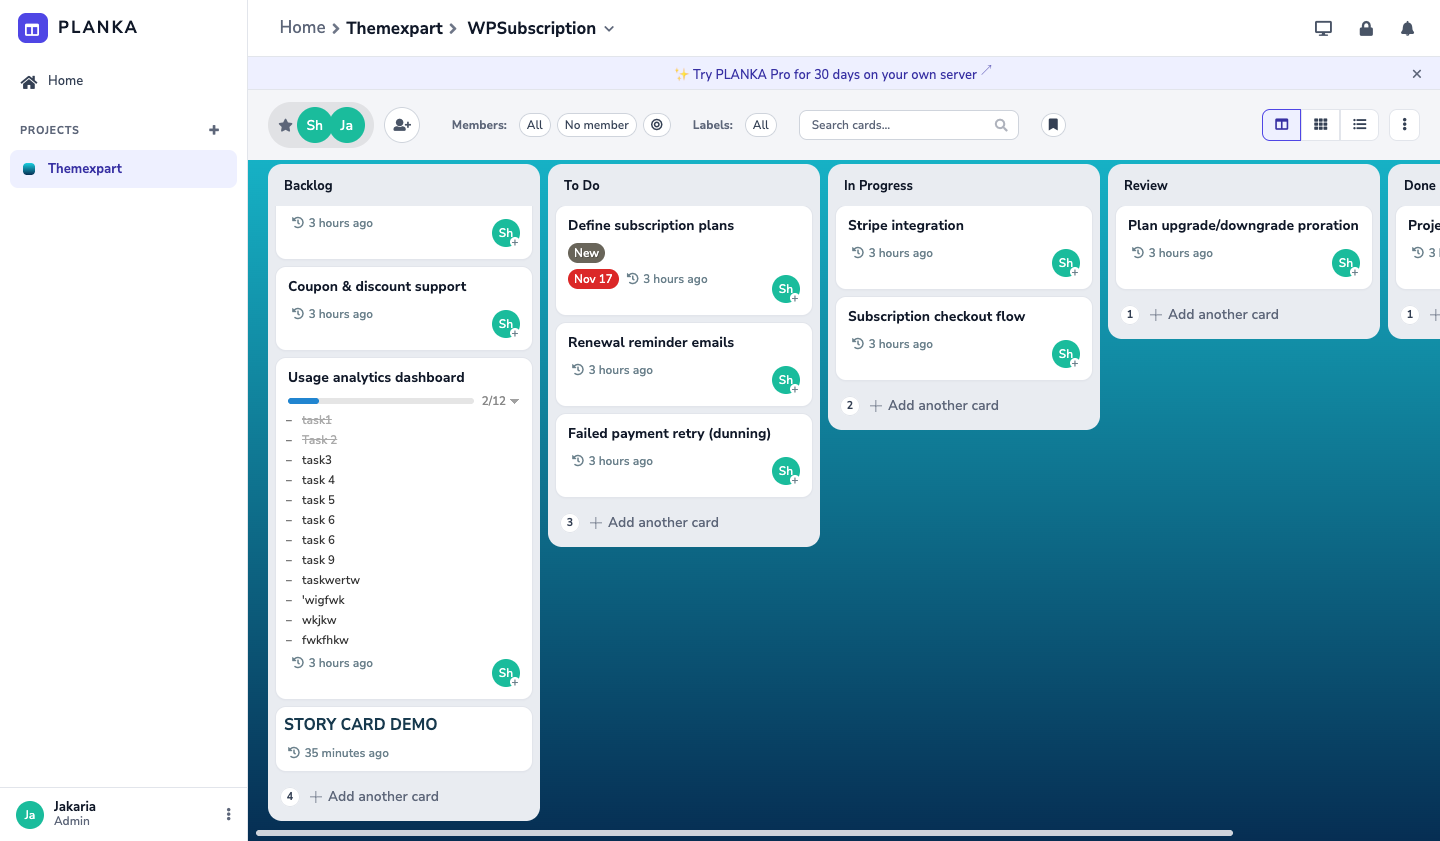 PLANKA
Home
PROJECTS
Themexpart
Ja
Jakaria
Admin
Home
Themexpart
WPSubscription
✨ Try PLANKA Pro for 30 days on your own server
Sh
Ja
Members:
All
No member
Labels:
All
Search cards...
Backlog
3 hours ago
Sh
Coupon & discount support
3 hours ago
Sh
Usage analytics dashboard
2/12
– task1
– Task 2
– task3
– task 4
– task 5
– task 6
– task 6
– task 9
– taskwertw
– 'wigfwk
– wkjkw
– fwkfhkw
3 hours ago
Sh
STORY CARD DEMO
35 minutes ago
4
Add another card
To Do
Define subscription plans
New
Nov 17
3 hours ago
Sh
Renewal reminder emails
3 hours ago
Sh
Failed payment retry (dunning)
3 hours ago
Sh
3
Add another card
In Progress
Stripe integration
3 hours ago
Sh
Subscription checkout flow
3 hours ago
Sh
2
Add another card
Review
Plan upgrade/downgrade proration
3 hours ago
Sh
1
Add another card
Done
Proje
3
1